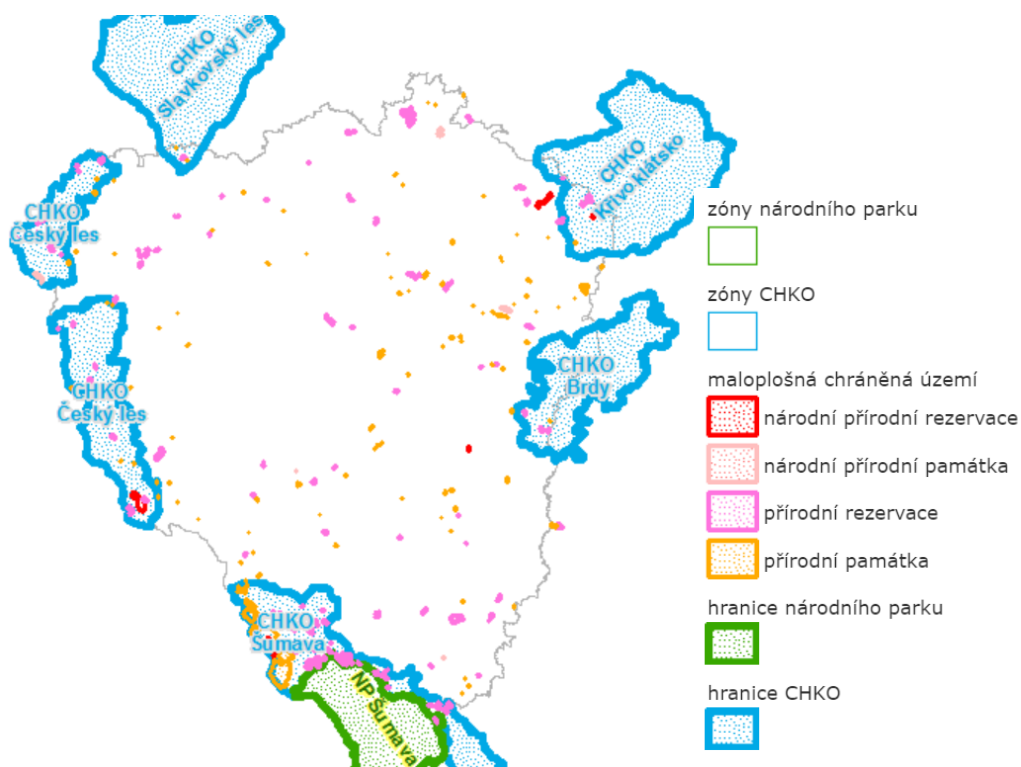 CHKO
Slavkovský les
CHKO
Křivoklátsko
CHKO
Český les
CHKO
Český les
CHKO
Brdy
CHKO
Šumava
NP Šumava
zóny národního parku
zóny CHKO
maloplošná chráněná území
národní přírodní rezervace
národní přírodní památka
přírodní rezervace
přírodní památka
hranice národního parku
hranice CHKO